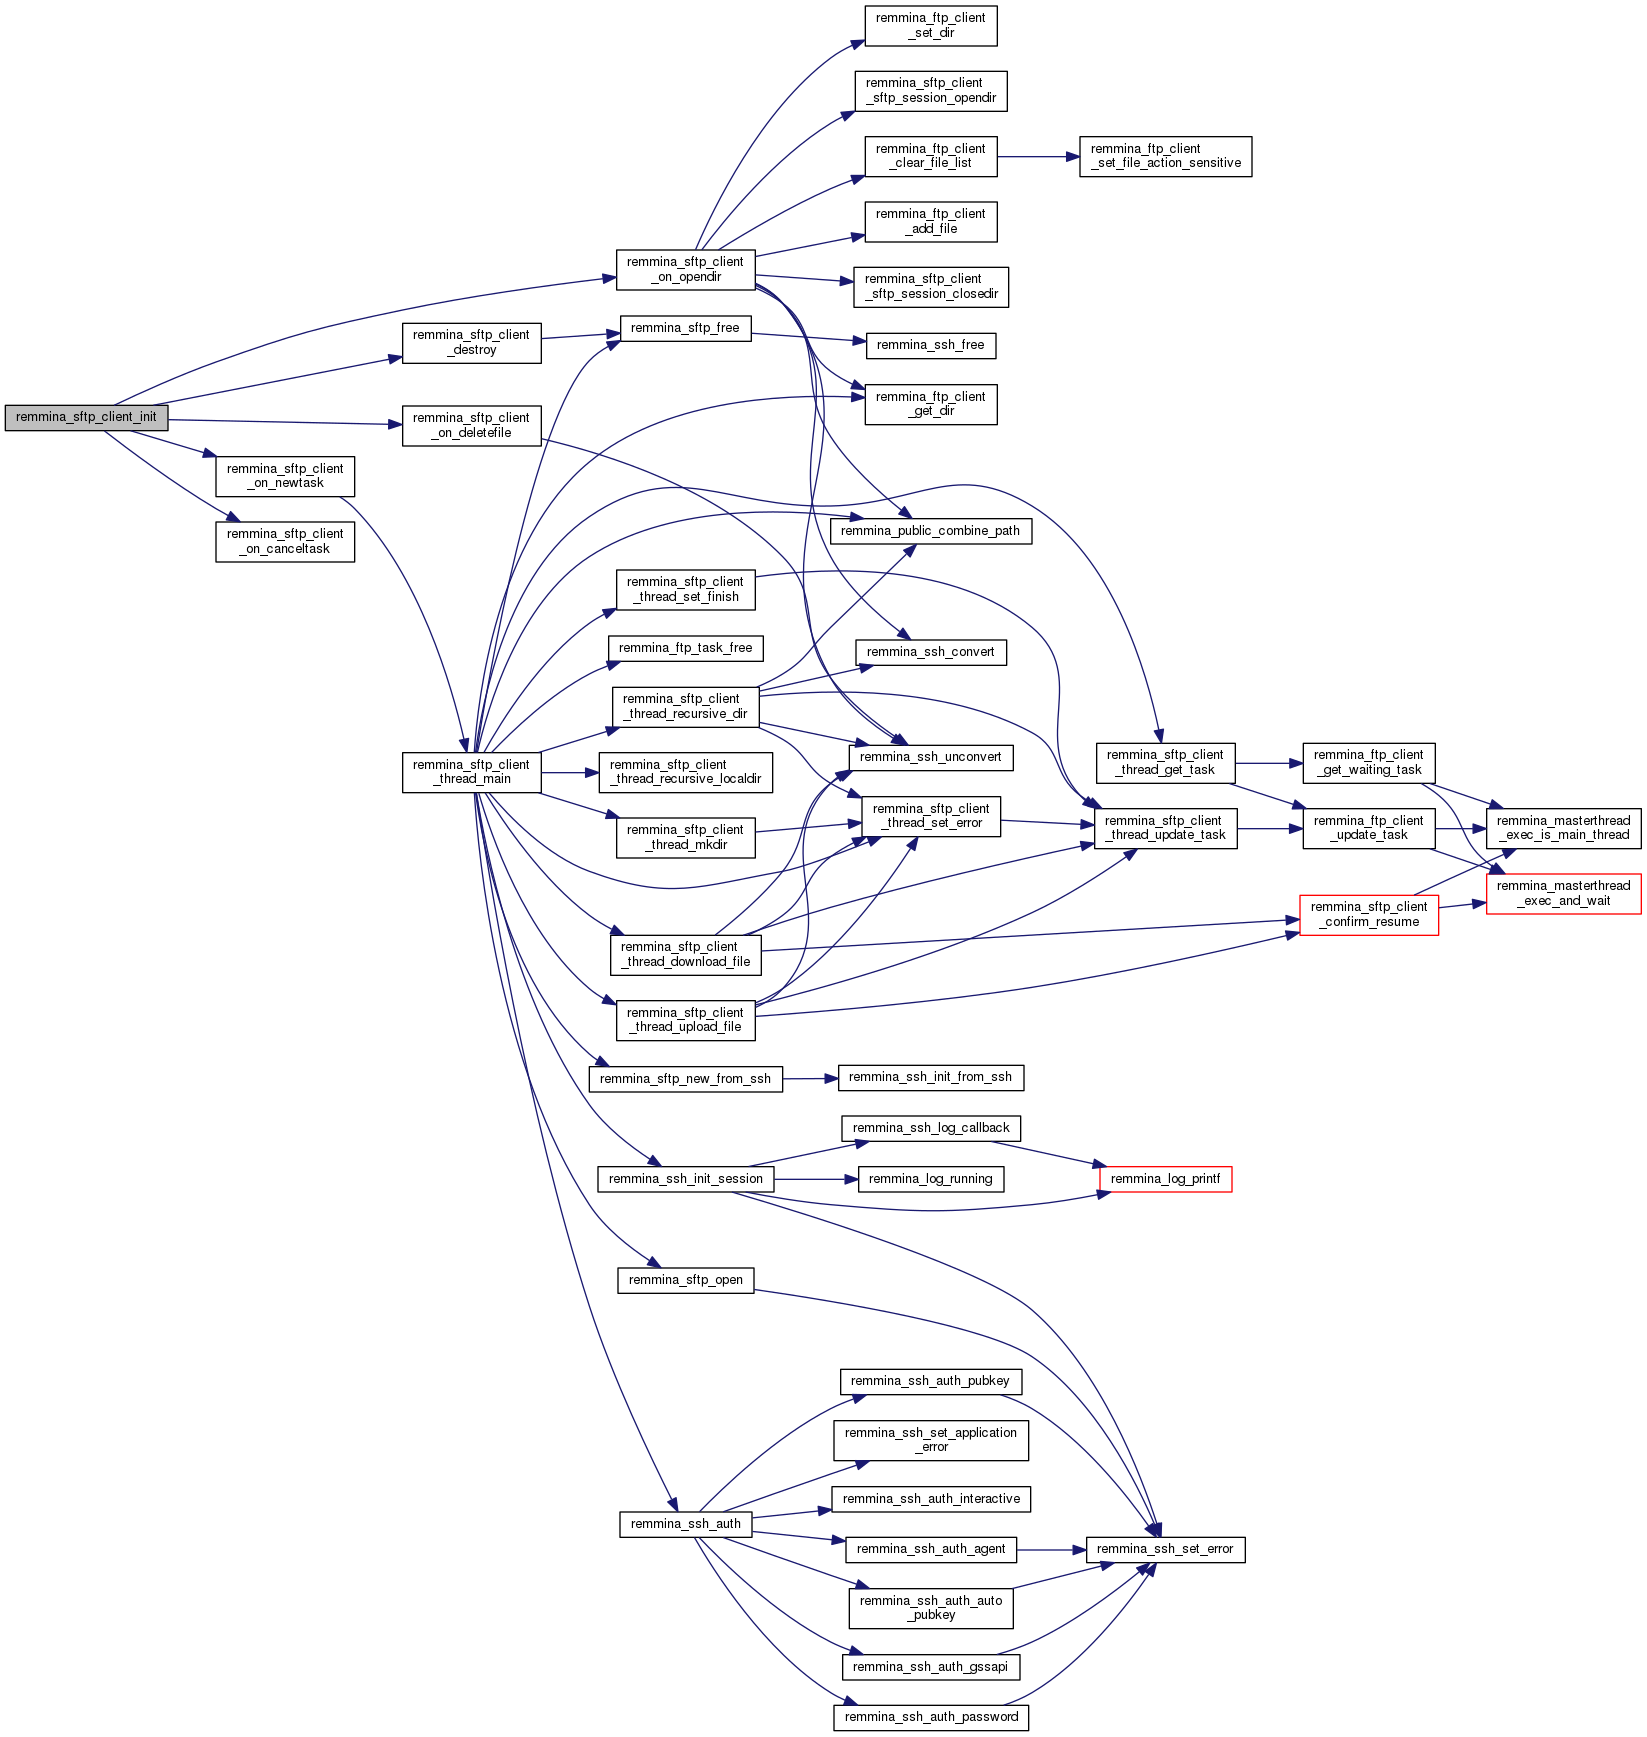 remmina_ftp_client
_set_dir
remmina_sftp_client
_sftp_session_opendir
remmina_ftp_client
_clear_file_list
remmina_ftp_client
_set_file_action_sensitive
remmina_ftp_client
_add_file
remmina_sftp_client
_on_opendir
remmina_sftp_client
_sftp_session_closedir
remmina_sftp_client
_destroy
remmina_sftp_free
remmina_ssh_free
remmina_ftp_client
_get_dir
remmina_sftp_client_init
remmina_sftp_client
_on_deletefile
remmina_sftp_client
_on_newtask
remmina_sftp_client
_on_canceltask
remmina_public_combine_path
remmina_sftp_client
_thread_set_finish
remmina_ftp_task_free
remmina_ssh_convert
remmina_sftp_client
_thread_recursive_dir
remmina_sftp_client
_thread_main
remmina_sftp_client
_thread_recursive_localdir
remmina_ssh_unconvert
remmina_sftp_client
_thread_get_task
remmina_ftp_client
_get_waiting_task
remmina_sftp_client
_thread_mkdir
remmina_sftp_client
_thread_set_error
remmina_sftp_client
_thread_update_task
remmina_ftp_client
_update_task
remmina_masterthread
_exec_is_main_thread
remmina_masterthread
_exec_and_wait
remmina_sftp_client
_confirm_resume
remmina_sftp_client
_thread_download_file
remmina_sftp_client
_thread_upload_file
remmina_sftp_new_from_ssh
remmina_ssh_init_from_ssh
remmina_ssh_log_callback
remmina_ssh_init_session
remmina_log_running
remmina_log_printf
remmina_sftp_open
remmina_ssh_auth_pubkey
remmina_ssh_set_application
_error
remmina_ssh_auth_interactive
remmina_ssh_auth
remmina_ssh_auth_agent
remmina_ssh_set_error
remmina_ssh_auth_auto
_pubkey
remmina_ssh_auth_gssapi
remmina_ssh_auth_password